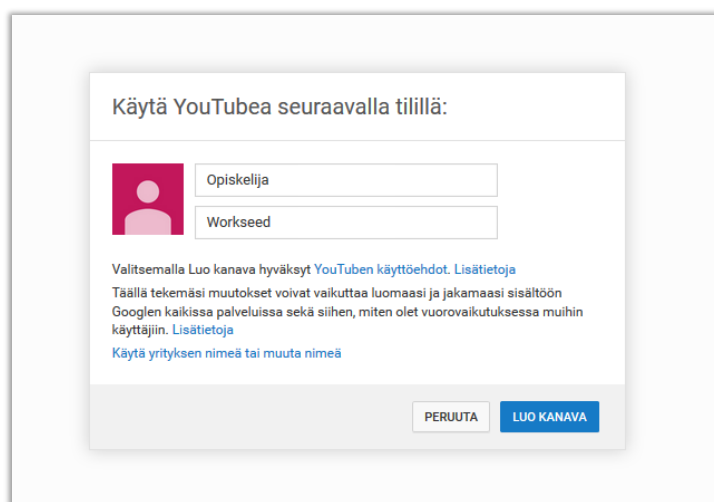 Käytä YouTubea seuraavalla tilillä:
Opiskelija
Workseed
Valitsemalla Luo kanava hyväksyt YouTuben käyttöehdot. Lisätietoja
Täällä tekemäsi muutokset voivat vaikuttaa luomaasi ja jakamaasi sisältöön
Googlen kaikissa palveluissa sekä siihen, miten olet vuorovaikutuksessa muihin
käyttäjiin. Lisätietoja
Käytä yrityksen nimeä tai muuta nimeä
PERUUTA
LUO KANAVA